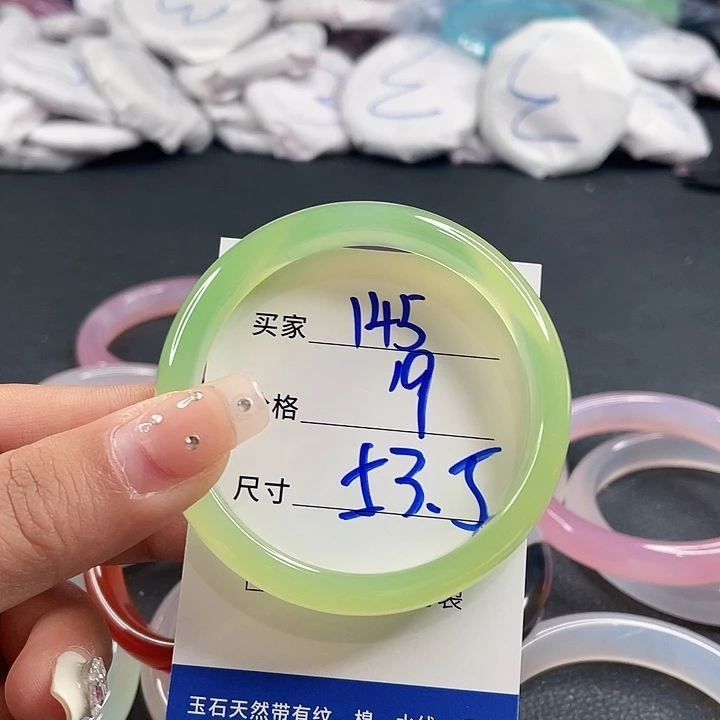 买家 145
格 19
尺寸 53.5
玉石天然带有纹、棉、水线